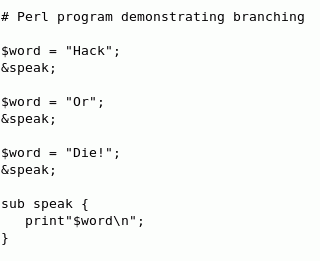 # Perl program demonstrating branching

$word = "Hack";
&speak;

$word = "Or";
&speak;

$word = "Die!";
&speak;

sub speak {
   print"$word\n";
}